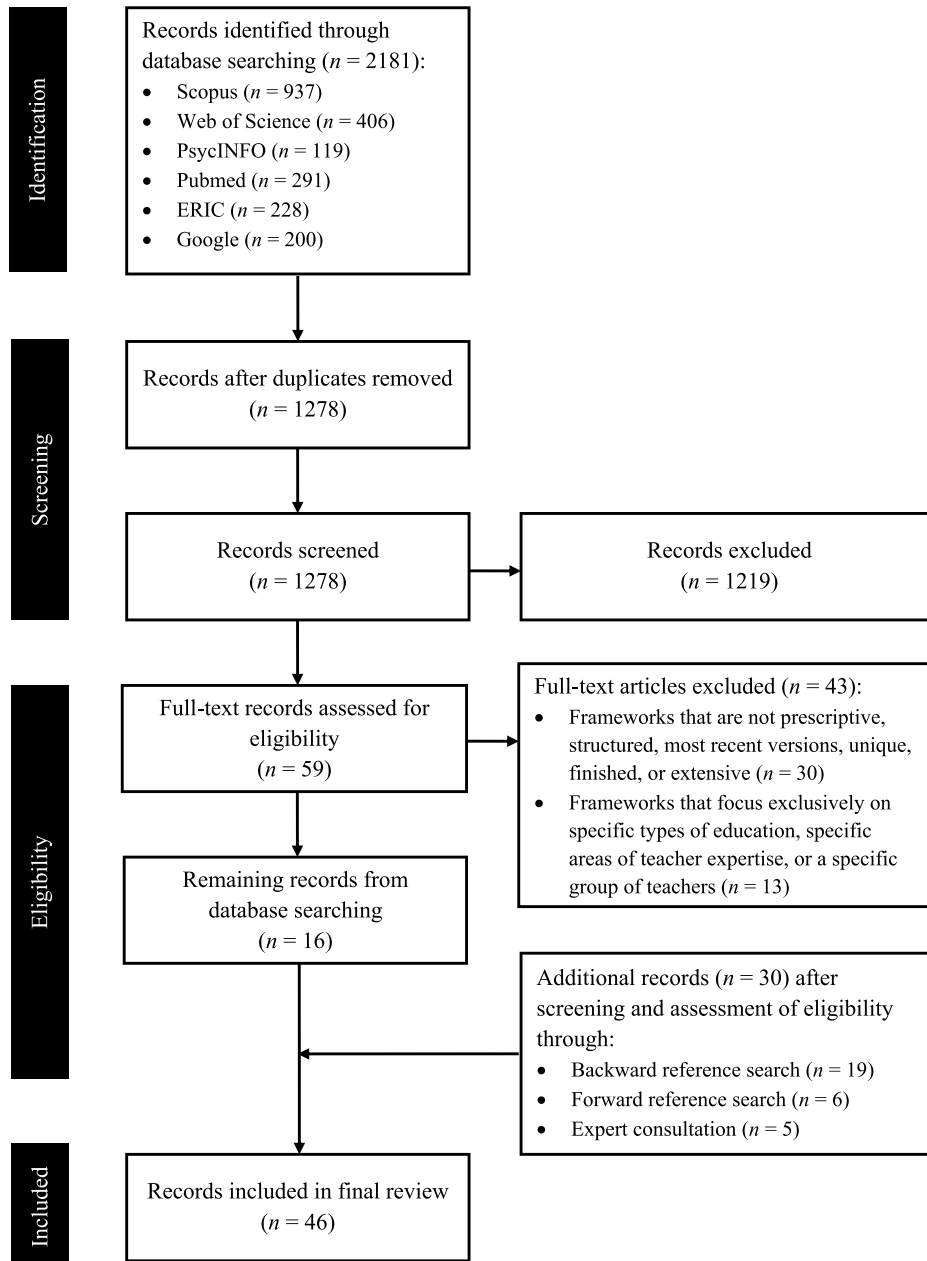 Identification
Records identified through
database searching (n = 2181):
• Scopus (n = 937)
• Web of Science (n = 406)
• PsycINFO (n = 119)
• Pubmed (n = 291)
• ERIC (n = 228)
• Google (n = 200)
Screening
Records after duplicates removed
(n = 1278)
Records screened
(n = 1278)
Records excluded
(n = 1219)
Eligibility
Full-text records assessed for
eligibility
(n = 59)
Full-text articles excluded (n = 43):
• Frameworks that are not prescriptive,
structured, most recent versions, unique,
finished, or extensive (n = 30)
• Frameworks that focus exclusively on
specific types of education, specific
areas of teacher expertise, or a specific
group of teachers (n = 13)
Remaining records from
database searching
(n = 16)
Additional records (n = 30) after
screening and assessment of eligibility
through:
• Backward reference search (n = 19)
• Forward reference search (n = 6)
• Expert consultation (n = 5)
Included
Records included in final review
(n = 46)